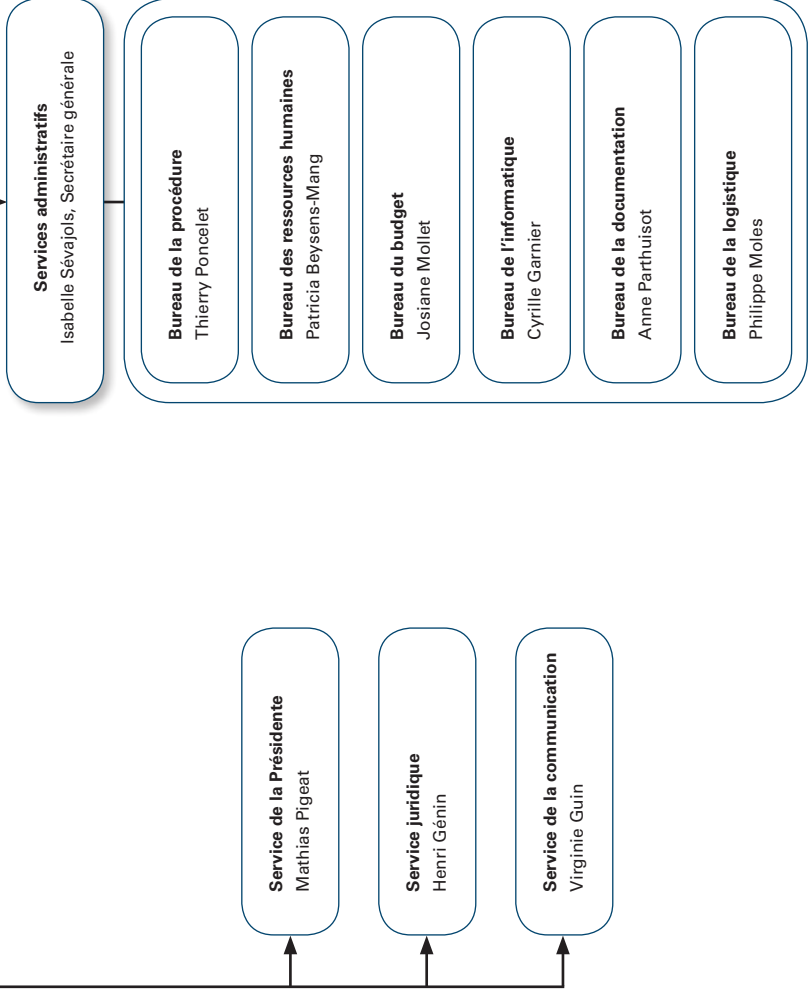 Services administratifs
Isabelle Sévajols, Secrétaire générale
Bureau de la procédure
Thierry Poncelet
Bureau des ressources humaines
Patricia Beysens-Mang
Bureau du budget
Josiane Mollet
Bureau de l'informatique
Cyrille Garnier
Bureau de la documentation
Anne Parthuisot
Bureau de la logistique
Philippe Moles
Service de la Présidente
Mathias Pigeat
Service juridique
Henri Génin
Service de la communication
Virginie Guin